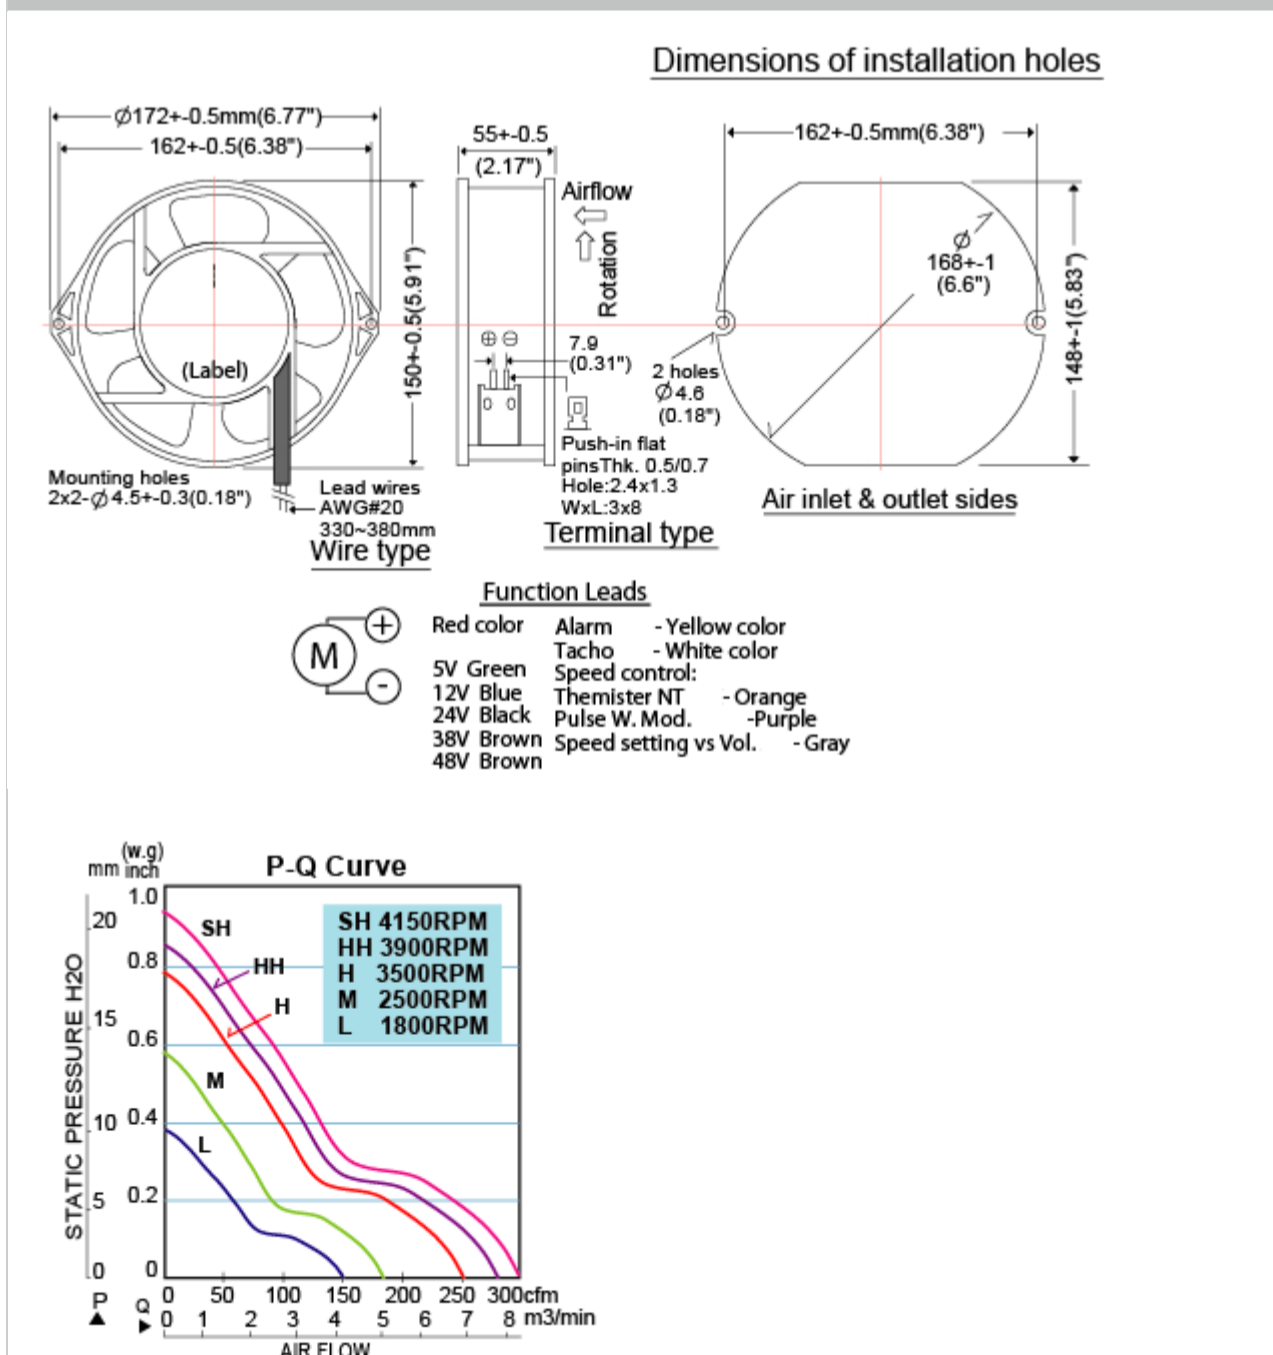 Dimensions of installation holes
Ø172+-0.5mm(6.77")
162+-0.5(6.38")
150+-0.5(5.91")
(Label)
Mounting holes
2x2-Ø4.5+-0.3(0.18")
Lead wires
AWG#20
330~380mm
Wire type
55+-0.5
(2.17")
Airflow
Rotation
7.9
(0.31")
Push-in flat
pinsThk. 0.5/0.7
Hole:2.4x1.3
WxL:3x8
Terminal type
162+-0.5mm(6.38")
Ø
168+-1
(6.6")
148+-1(5.83")
2 holes
Ø4.6
(0.18")
Air inlet & outlet sides
Function Leads
M
+
-
Red color
5V Green
12V Blue
24V Black
38V Brown
48V Brown
Alarm - Yellow color
Tacho - White color
Speed control:
Themister NT - Orange
Pulse W. Mod. -Purple
Speed setting vs Vol. - Gray
P-Q Curve
(w.g)
mm inch
STATIC PRESSURE H2O
20
15
10
5
0
1.0
0.8
0.6
0.4
0.2
0
SH
HH
H
M
L
SH 4150RPM
HH 3900RPM
H 3500RPM
M 2500RPM
L 1800RPM
P
Q
0 50 100 150 200 250 300cfm
0 1 2 3 4 5 6 7 8 m3/min
AIR FLOW